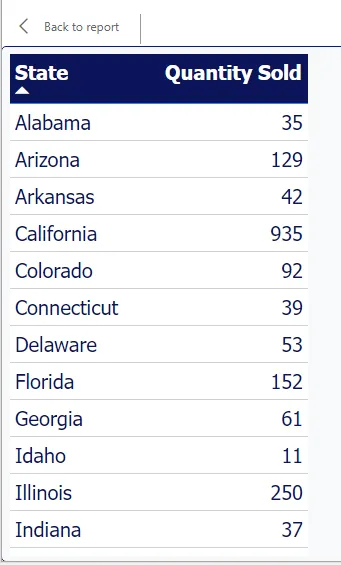 Back to report
State Quantity Sold
Alabama 35
Arizona 129
Arkansas 42
California 935
Colorado 92
Connecticut 39
Delaware 53
Florida 152
Georgia 61
Idaho 11
Illinois 250
Indiana 37